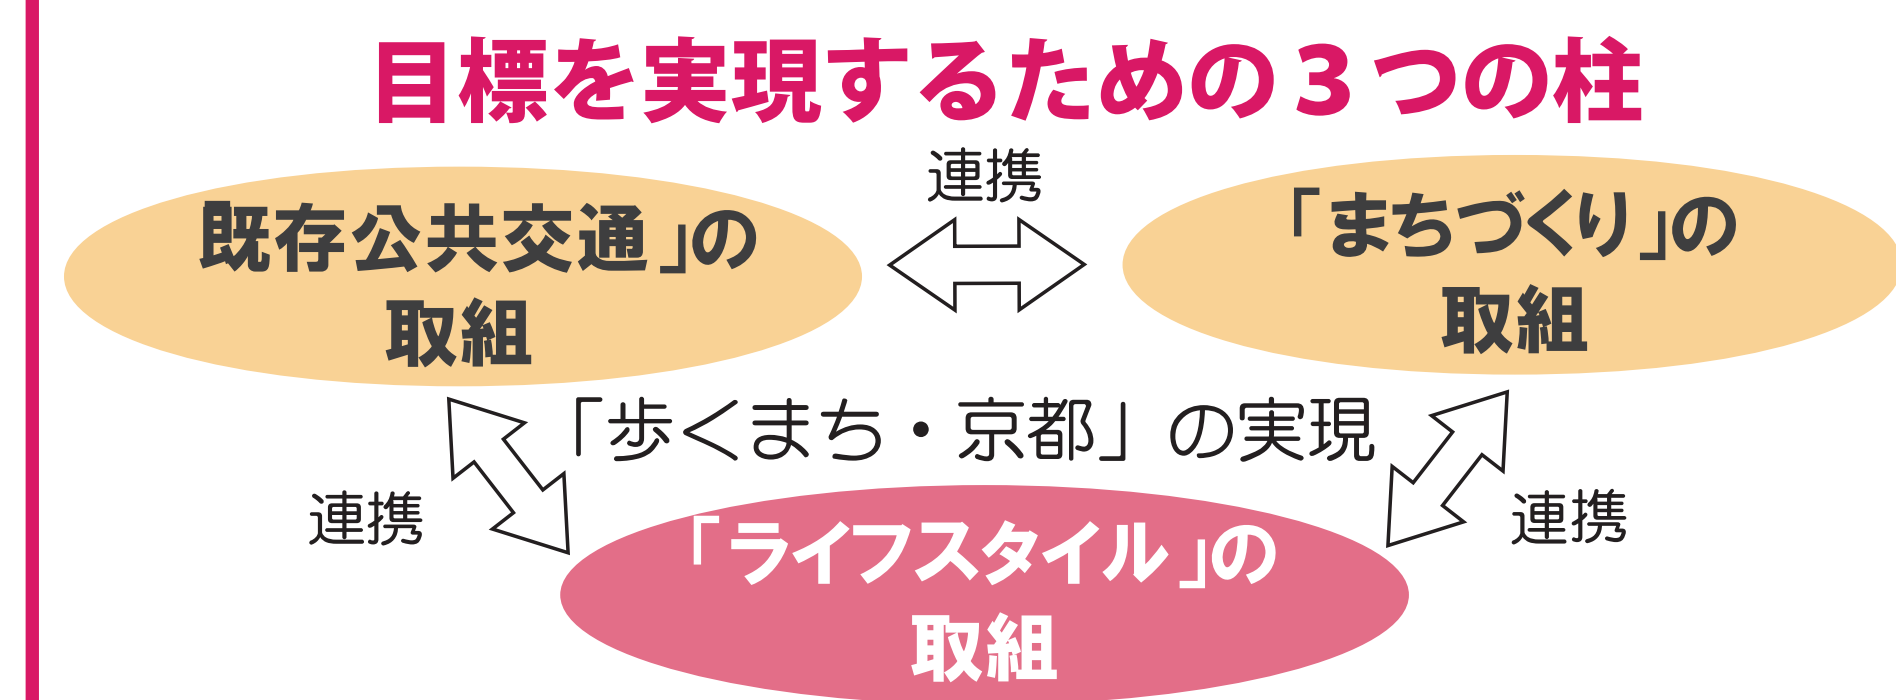 目標を実現するための3つの柱
連携
既存公共交通」の
取組
「まちづくり」の
取組
「歩くまち・京都」の実現
連携
連携
「ライフスタイル」の
取組